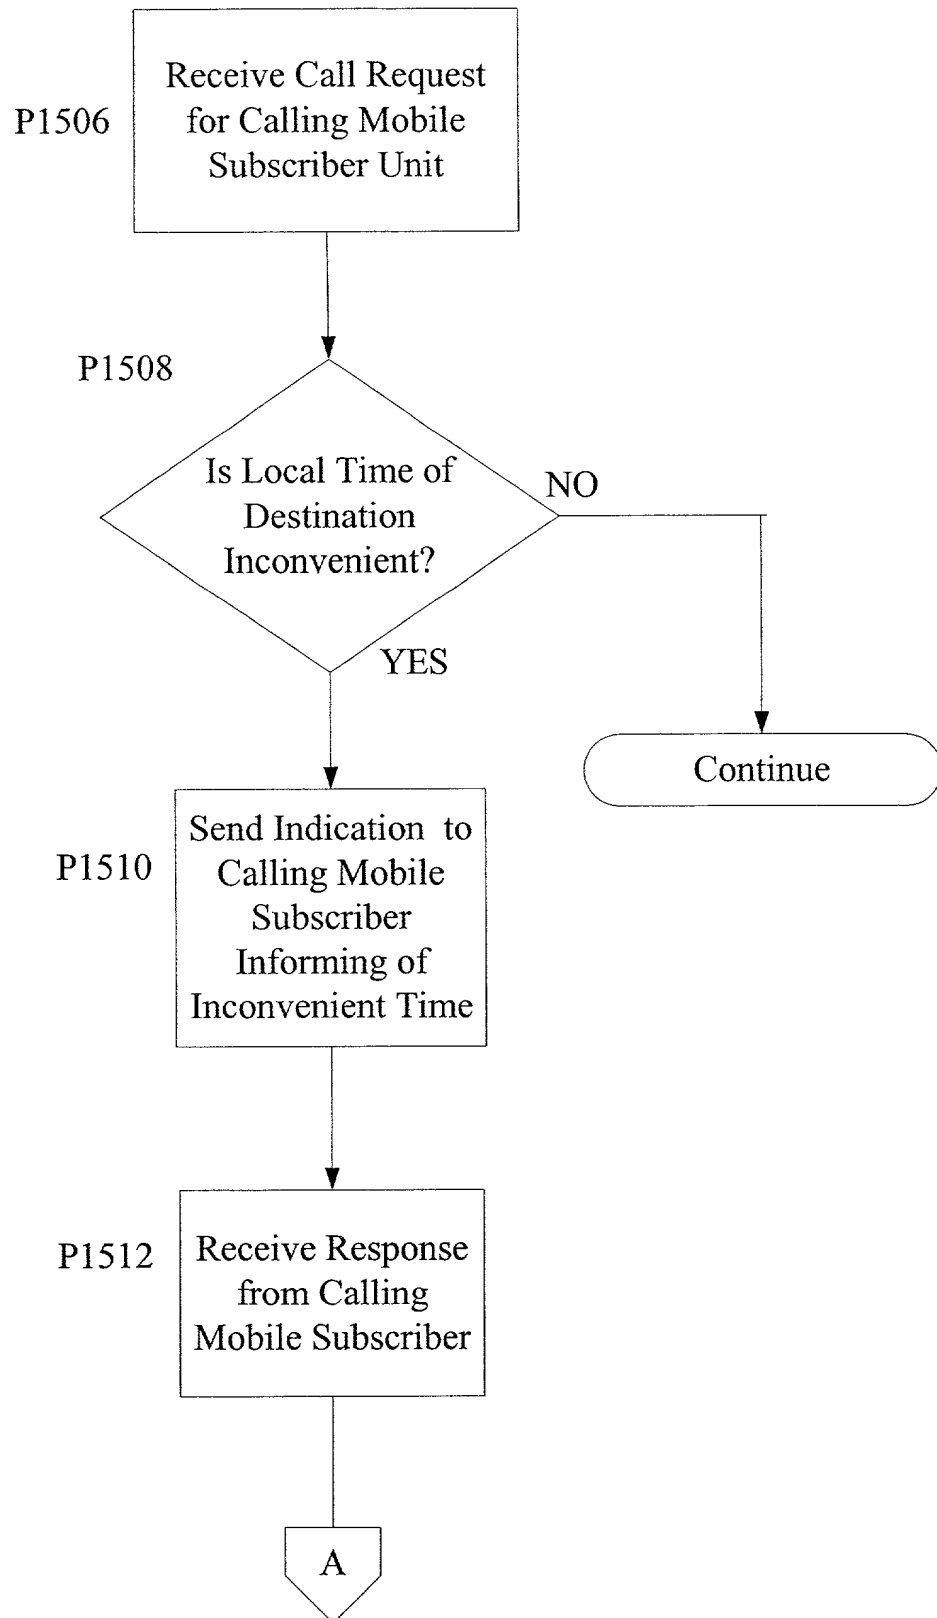 P1506
Receive Call Request
for Calling Mobile
Subscriber Unit
P1508
Is Local Time of
Destination
Inconvenient?
NO
YES
Continue
P1510
Send Indication to
Calling Mobile
Subscriber
Informing of
Inconvenient Time
P1512
Receive Response
from Calling
Mobile Subscriber
A